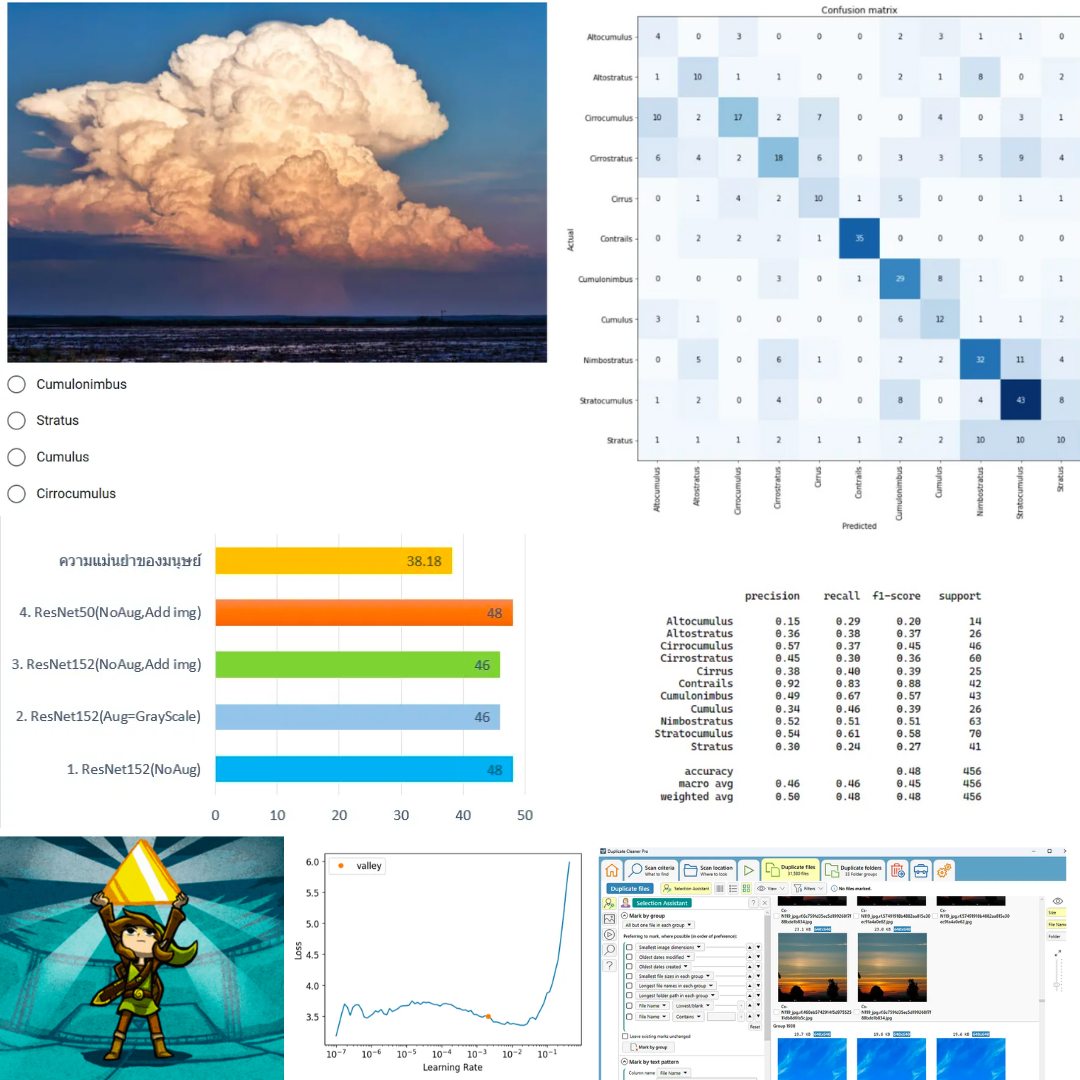 Cumulonimbus
Stratus
Cumulus
Cirrocumulus
Confusion matrix
Actual
Altocumulus 4 0 3 0 0 0 2 3 1 1 0
Altostratus 1 10 1 1 0 0 2 1 8 0 2
Cirrocumulus 10 2 17 2 7 0 0 4 0 3 1
Cirrostratus 6 4 2 18 6 0 3 3 5 9 4
Cirrus 0 1 4 2 10 1 5 0 0 1 1
Contrails 0 2 2 2 1 35 0 0 0 0 0
Cumulonimbus 0 0 0 3 0 1 29 8 1 0 1
Cumulus 3 1 0 0 0 0 6 12 1 1 2
Nimbostratus 0 5 0 6 1 0 2 2 32 11 4
Stratocumulus 1 2 0 4 0 0 8 0 4 43 8
Stratus 1 1 1 2 1 1 2 2 10 10 10
Altocumulus Altostratus Cirrocumulus Cirrostratus Cirrus Contrails Cumulonimbus Cumulus Nimbostratus Stratocumulus Stratus
Predicted
ความแม่นยำของมนุษย์ 38.18
4. ResNet50(NoAug,Add img) 48
3. ResNet152(NoAug,Add img) 46
2. ResNet152(Aug=GrayScale) 46
1. ResNet152(NoAug) 48
0 10 20 30 40 50
precision recall f1-score support
Altocumulus 0.15 0.29 0.20 14
Altostratus 0.36 0.38 0.37 26
Cirrocumulus 0.57 0.37 0.45 46
Cirrostratus 0.45 0.30 0.36 60
Cirrus 0.38 0.40 0.39 25
Contrails 0.92 0.83 0.88 42
Cumulonimbus 0.49 0.67 0.57 43
Cumulus 0.34 0.46 0.39 26
Nimbostratus 0.52 0.51 0.51 63
Stratocumulus 0.54 0.61 0.58 70
Stratus 0.30 0.24 0.27 41
accuracy 0.48 456
macro avg 0.46 0.46 0.45 456
weighted avg 0.50 0.48 0.48 456
valley
Loss
6.0
5.5
5.0
4.5
4.0
3.5
10⁻⁷ 10⁻⁶ 10⁻⁵ 10⁻⁴ 10⁻³ 10⁻² 10⁻¹
Learning Rate
Duplicate Cleaner Pro
Scan criteria
What to find
Scan location
Where to look
Duplicate files
Duplicate folders
Duplicate files
Selection Assistant
View
Filters
No files marked.
Selection Assistant
Mark by group
All but one file in each group
Preferring to mark, where possible (in order of preference):
Smallest image dimensions
Oldest dates modified
Oldest dates created
Smallest file sizes in each group
Longest file names in each group
Longest folder path in each group
File Name Lowest/blank
File Name Contains
Reset
Leave existing marks unchanged
Mark by group
Mark by text pattern
Column name File Name
Size
File Name
Folder